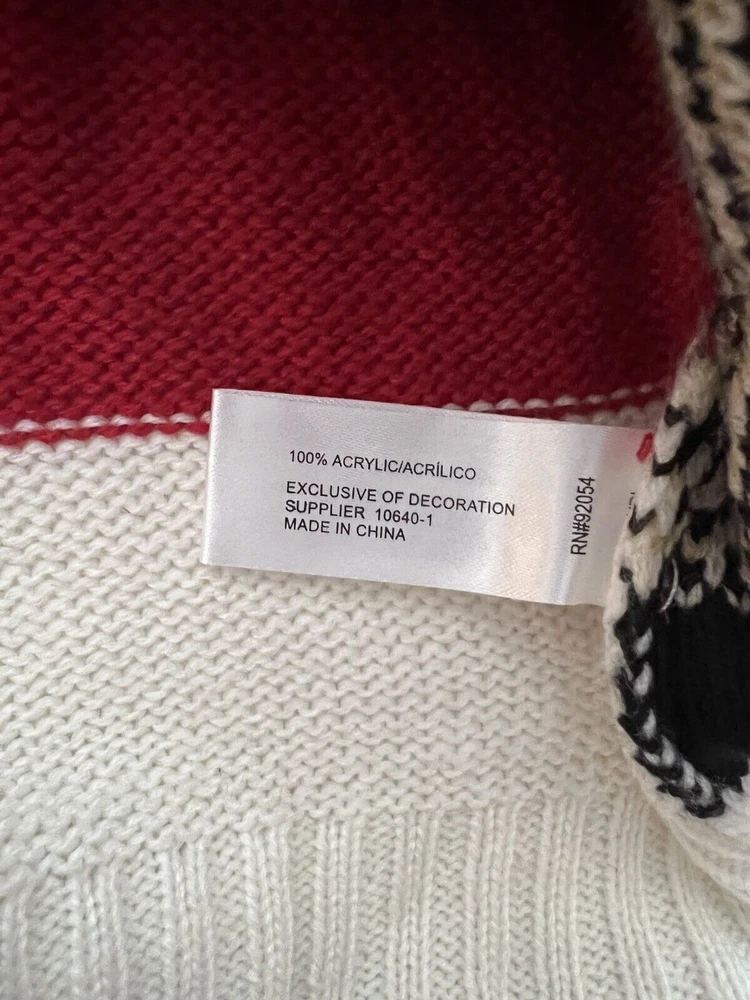 100% ACRYLIC/ACRÍLICO
EXCLUSIVE OF DECORATION
SUPPLIER 10640-1
MADE IN CHINA
RN#92054